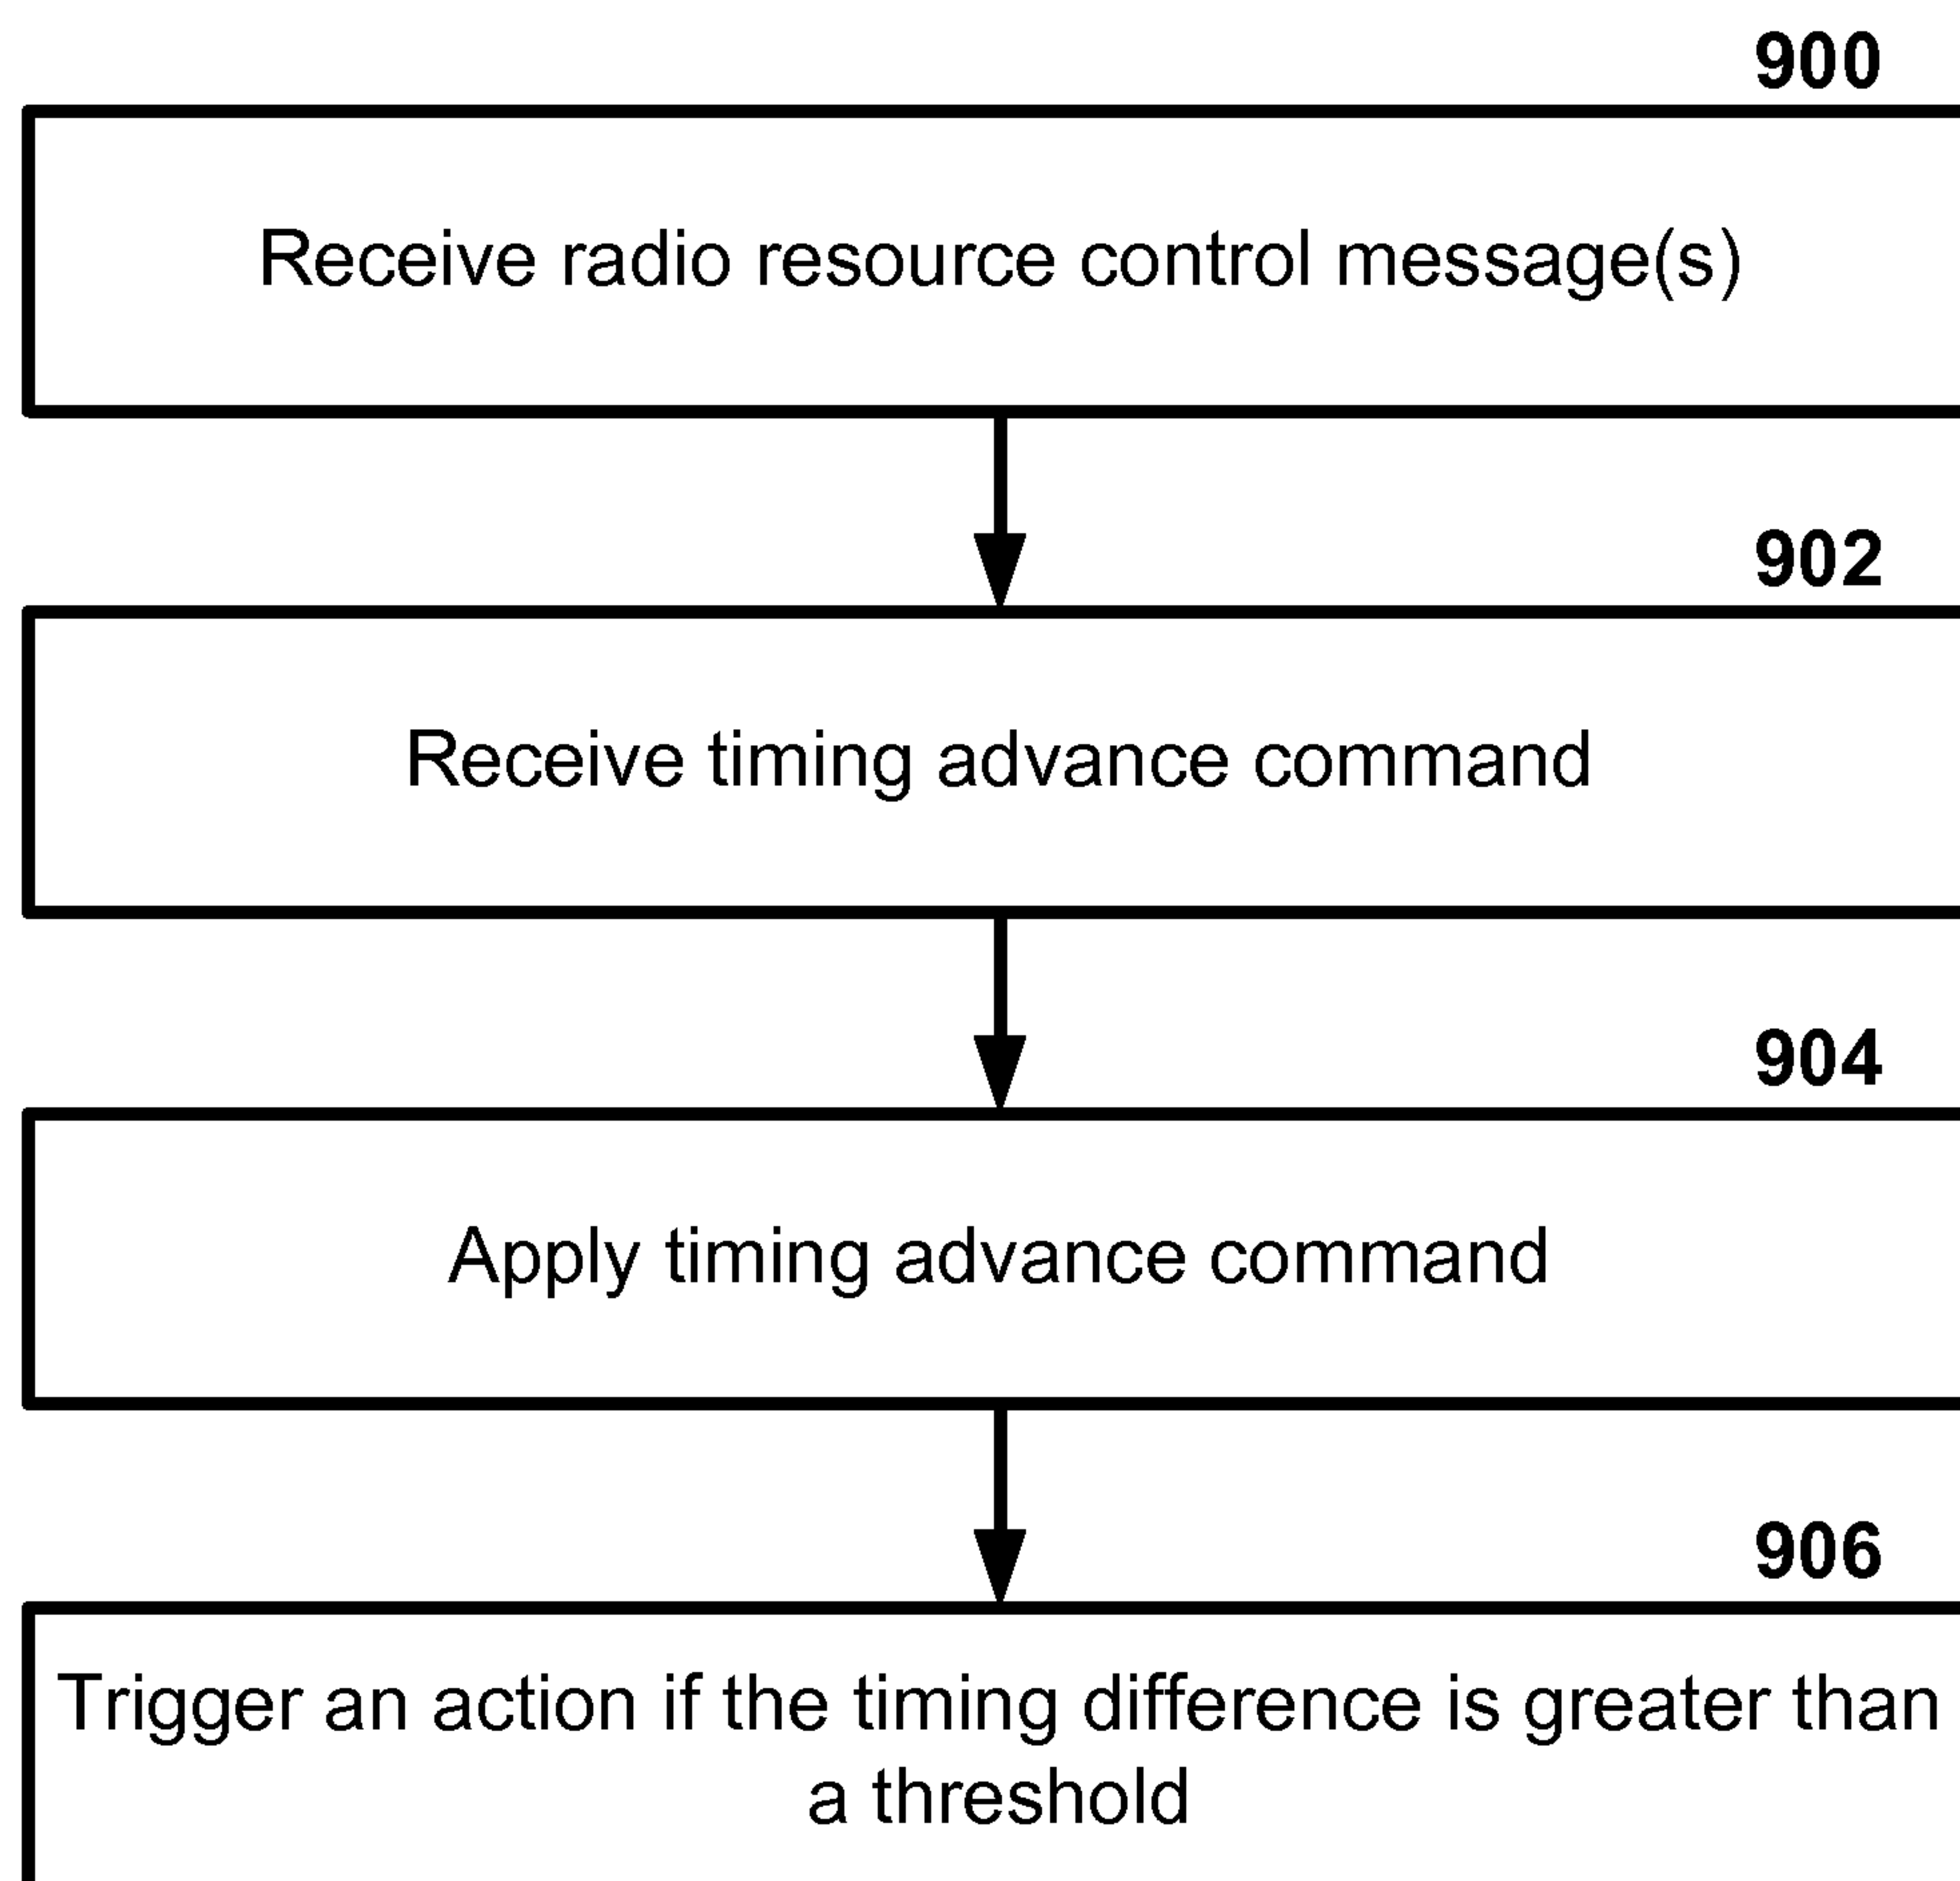 900
Receive radio resource control message(s)
902
Receive timing advance command
904
Apply timing advance command
906
Trigger an action if the timing difference is greater than
a threshold